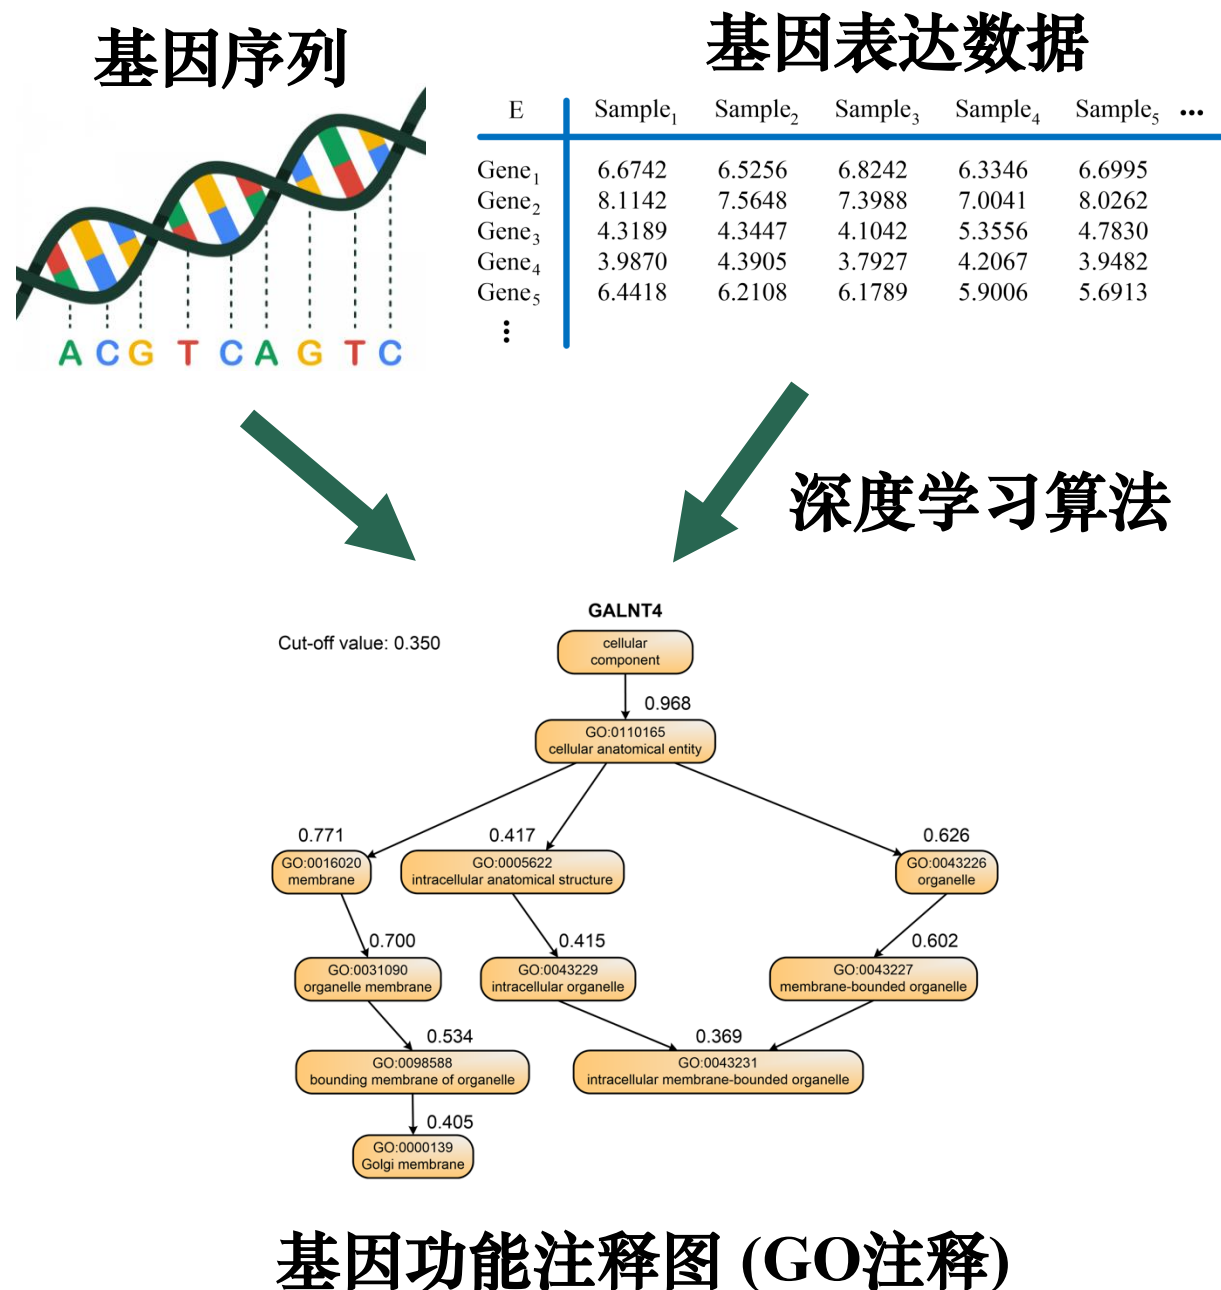 基因序列
基因表达数据
E Sample1 Sample2 Sample3 Sample4 Sample5 ...
Gene1 6.6742 6.5256 6.8242 6.3346 6.6995
Gene2 8.1142 7.5648 7.3988 7.0041 8.0262
Gene3 4.3189 4.3447 4.1042 5.3556 4.7830
Gene4 3.9870 4.3905 3.7927 4.2067 3.9482
Gene5 6.4418 6.2108 6.1789 5.9006 5.6913
⋮
A C G T C A G T C
深度学习算法
GALNT4
Cut-off value: 0.350
cellular
component
0.968
GO:0110165
cellular anatomical entity
0.771 0.417 0.626
GO:0016020
membrane
GO:0005622
intracellular anatomical structure
GO:0043226
organelle
0.700 0.415 0.602
GO:0031090
organelle membrane
GO:0043229
intracellular organelle
GO:0043227
membrane-bounded organelle
0.534 0.369
GO:0098588
bounding membrane of organelle
GO:0043231
intracellular membrane-bounded organelle
0.405
GO:0000139
Golgi membrane
基因功能注释图 (GO注释)